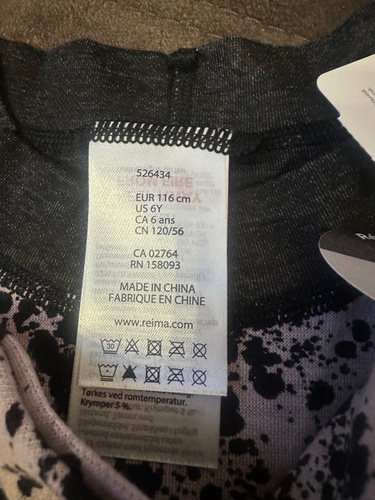 526434
EUR 116 cm
US 6Y
CA 6 ans
CN 120/56
CA 02764
RN 158093
MADE IN CHINA
FABRIQUE EN CHINE
www.reima.com
30
Tørkes ved romtemperatur.
Krymper 5 %.